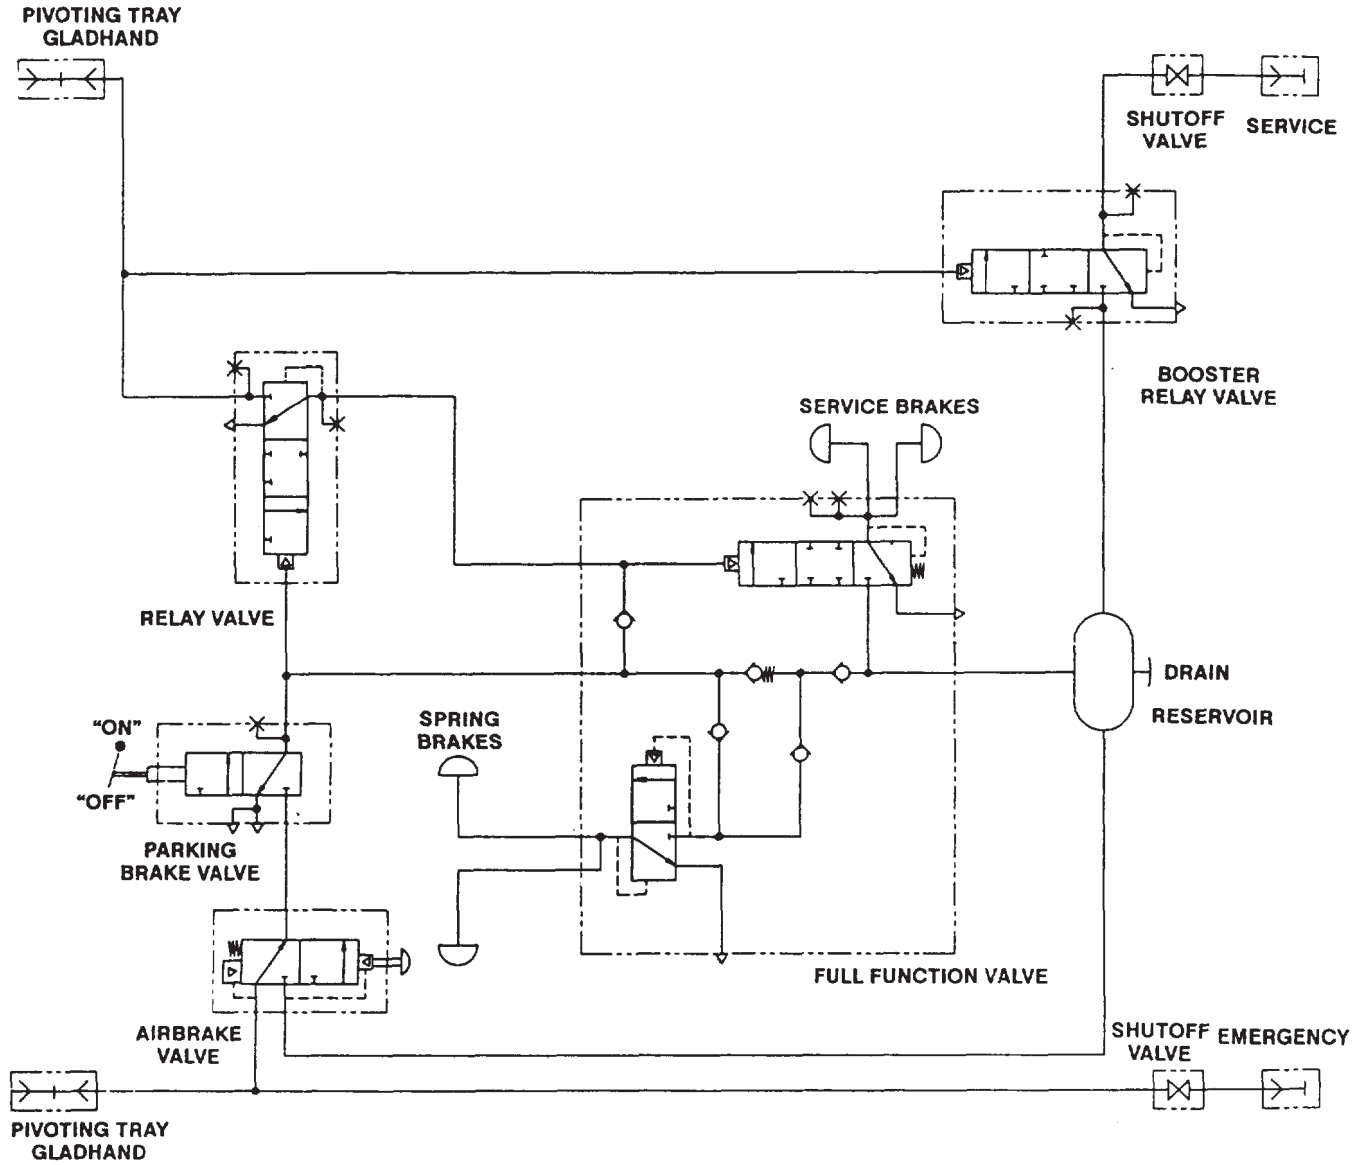 PIVOTING TRAY
GLADHAND
SHUTOFF
VALVE
SERVICE
BOOSTER
RELAY VALVE
SERVICE BRAKES
RELAY VALVE
DRAIN
RESERVOIR
SPRING
BRAKES
“ON”
“OFF”
PARKING
BRAKE VALVE
FULL FUNCTION VALVE
AIRBRAKE
VALVE
SHUTOFF
VALVE
EMERGENCY
PIVOTING TRAY
GLADHAND